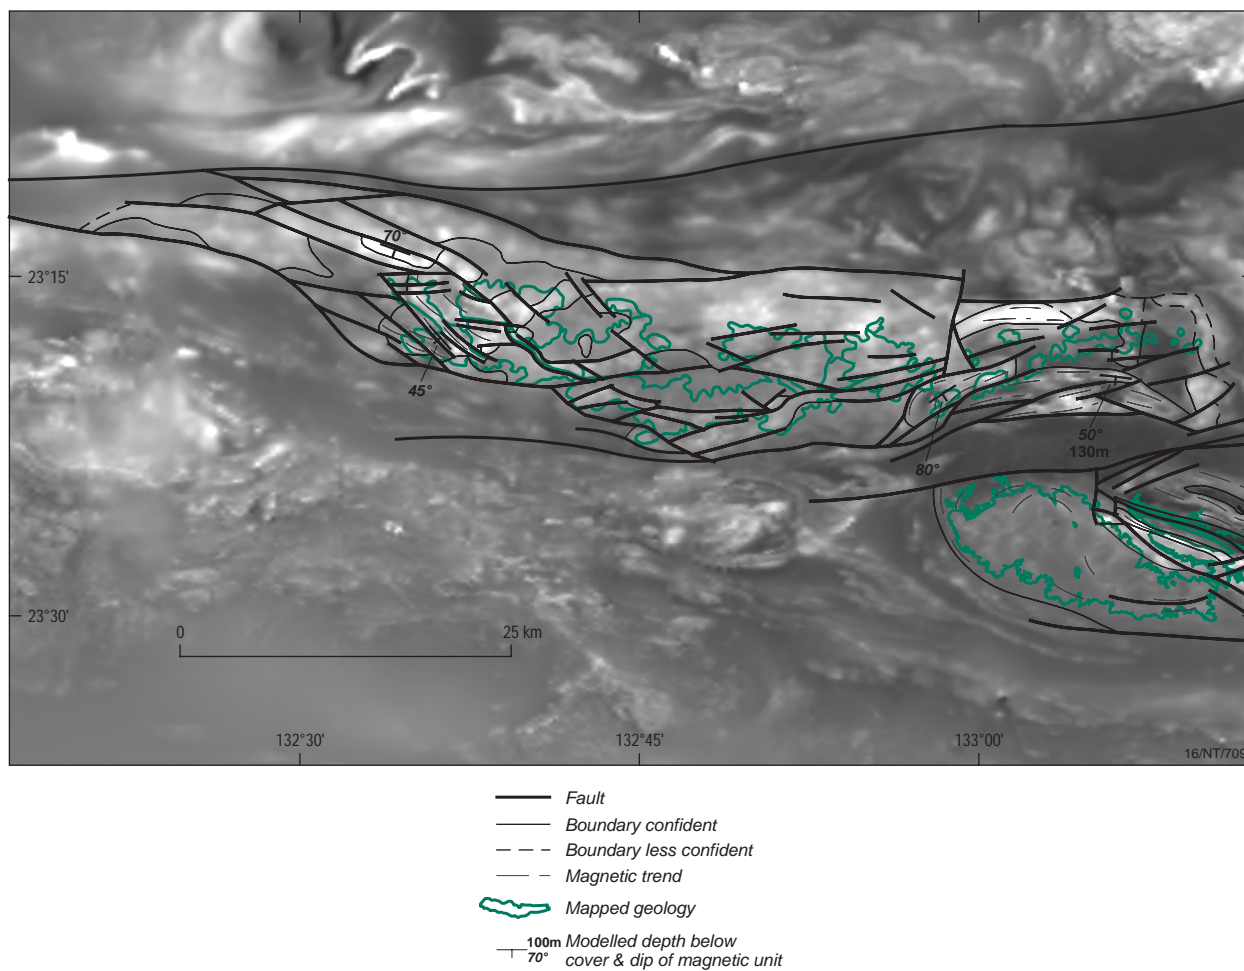 70°
23°15'
45°
50°
130m
80°
23°30'
0
25 km
132°30'
132°45'
133°00'
16/NT/709
Fault
Boundary confident
Boundary less confident
Magnetic trend
Mapped geology
100m Modelled depth below
70° cover & dip of magnetic unit